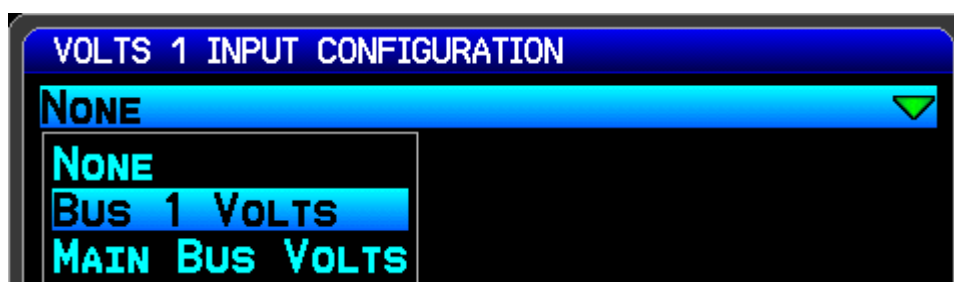 VOLTS 1 INPUT CONFIGURATION
NONE
NONE
BUS 1 VOLTS
MAIN BUS VOLTS